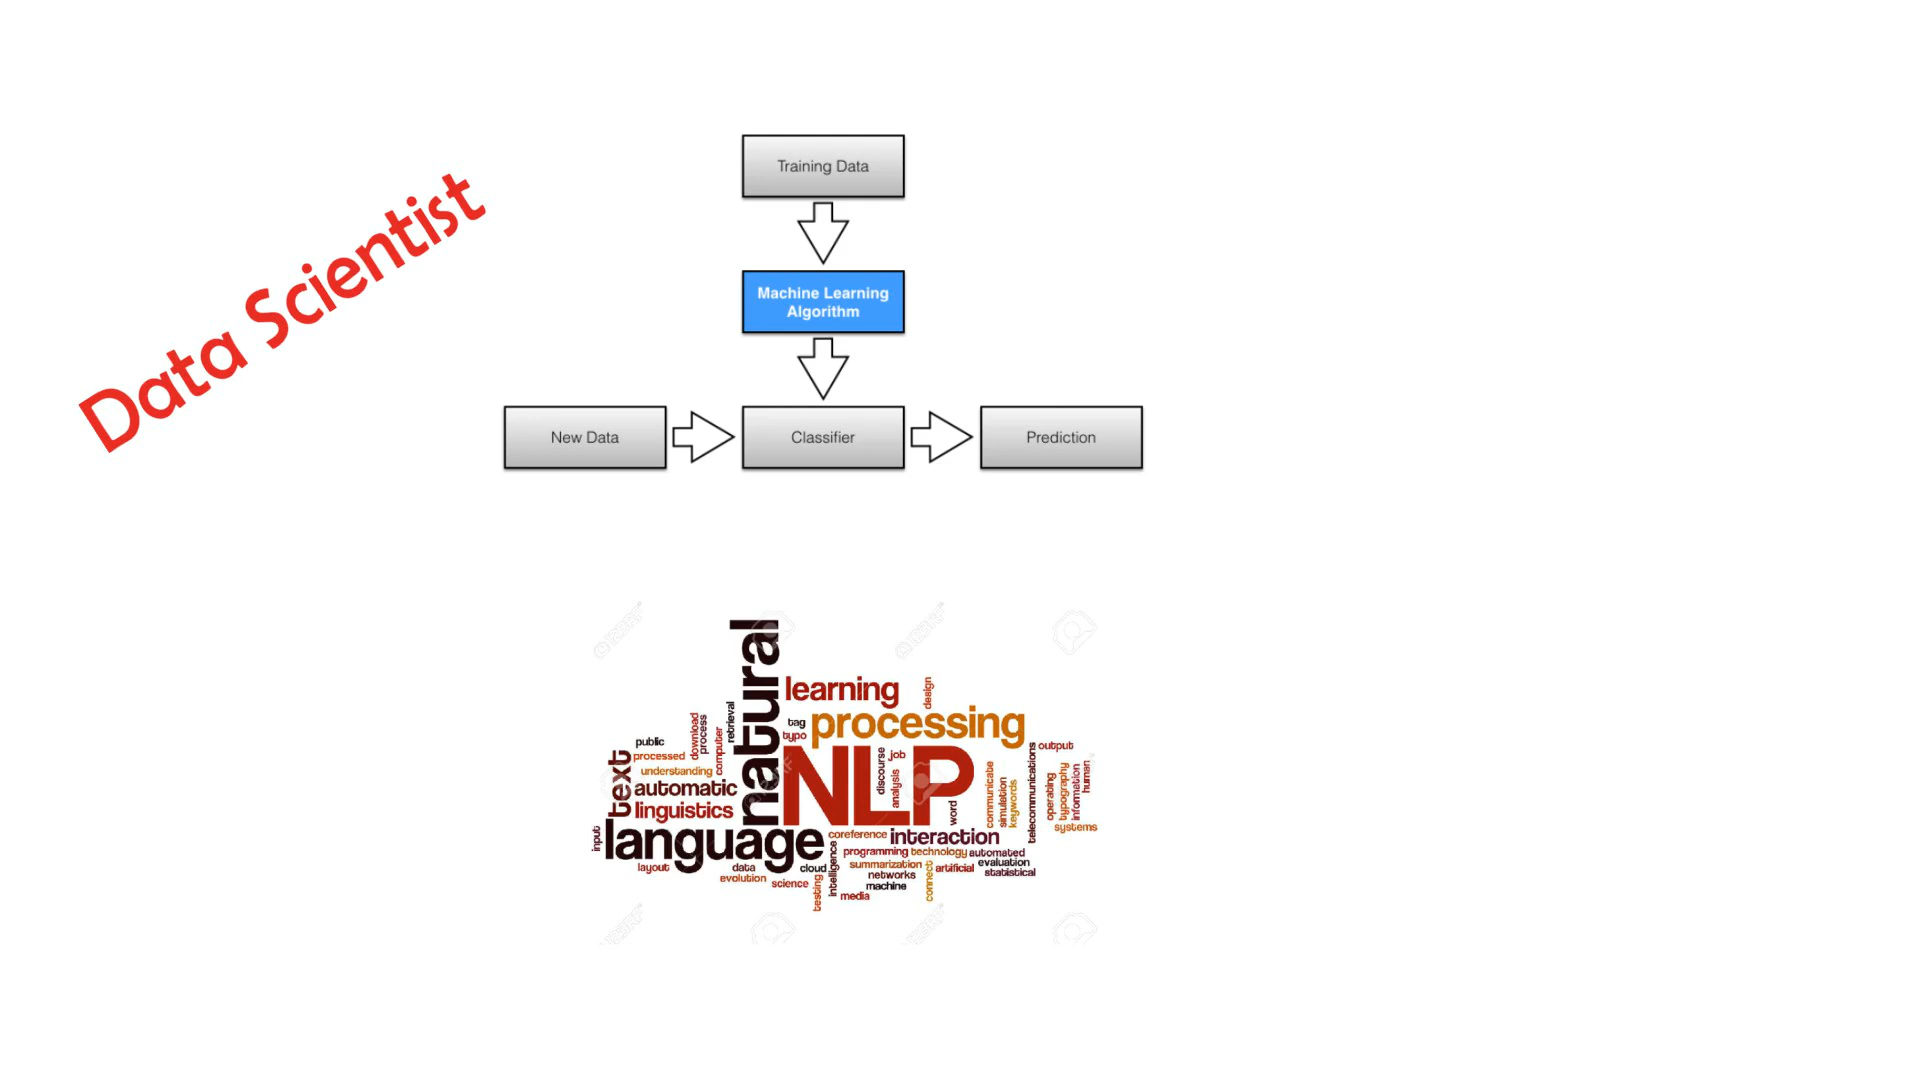 Data Scientist
Training Data
Machine Learning
Algorithm
New Data
Classifier
Prediction
natural
learning
design
processing
tag
typo
retrieval
download
process
computer
public
processed
understanding
text
automatic
linguistics
NLP
discourse
job
analysis
word
communicate
simulation
keywords
telecommunications
output
operating
typography
information
human
systems
input
language
coreference
interaction
programming
technology
automated
summarization
evaluation
networks
connect
artificial
statistical
machine
media
intelligence
testing
cloud
science
data
evolution
layout